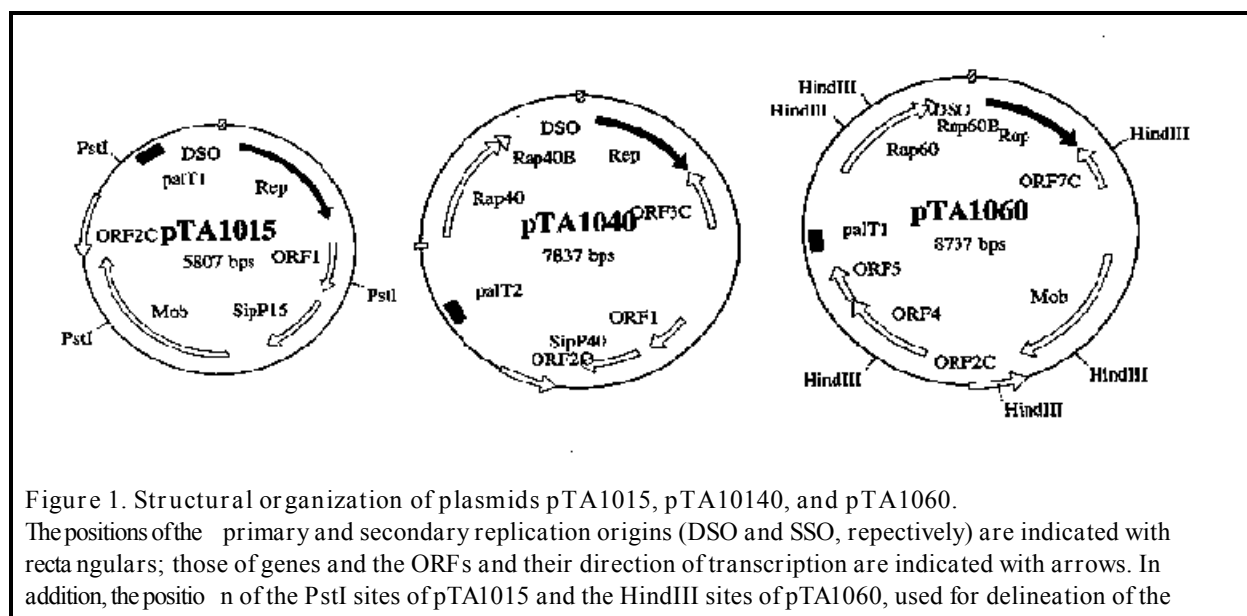 PstI
DSO
palT1
Rep
ORF2C
pTA1015
5807 bps
ORF1
PstI
Mob
SipP15
PstI
DSO
Rap40B
Rep
Rap40
pTA1040
7837 bps
ORF3C
palT2
ORF1
SipP40
HindIII
HindIII
DSO
Rap60B
Rap
HindIII
Rap60
ORF7C
pTA1060
8737 bps
palT1
ORF5
Mob
ORF4
ORF2C
HindIII
HindIII
HindIII
Figure 1. Structural organization of plasmids pTA1015, pTA10140, and pTA1060.
The positions of the primary and secondary replication origins (DSO and SSO, repectively) are indicated with
recta ngulars; those of genes and the ORFs and their direction of transcription are indicated with arrows. In
addition, the positio n of the PstI sites of pTA1015 and the HindIII sites of pTA1060, used for delineation of the